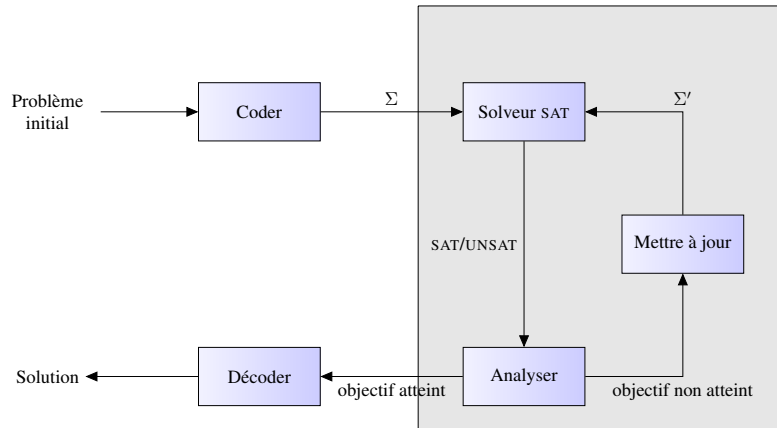 Problème
initial
Coder
Σ
Solveur SAT
Σ′
SAT/UNSAT
Mettre à jour
Solution
Décoder
objectif atteint
Analyser
objectif non atteint